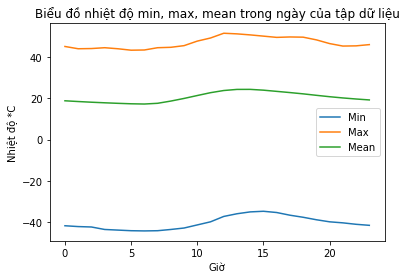 Biểu đồ nhiệt độ min, max, mean trong ngày của tập dữ liệu
40
20
0
−20
−40
Nhiệt độ *C
Min
Max
Mean
0 5 10 15 20
Giờ